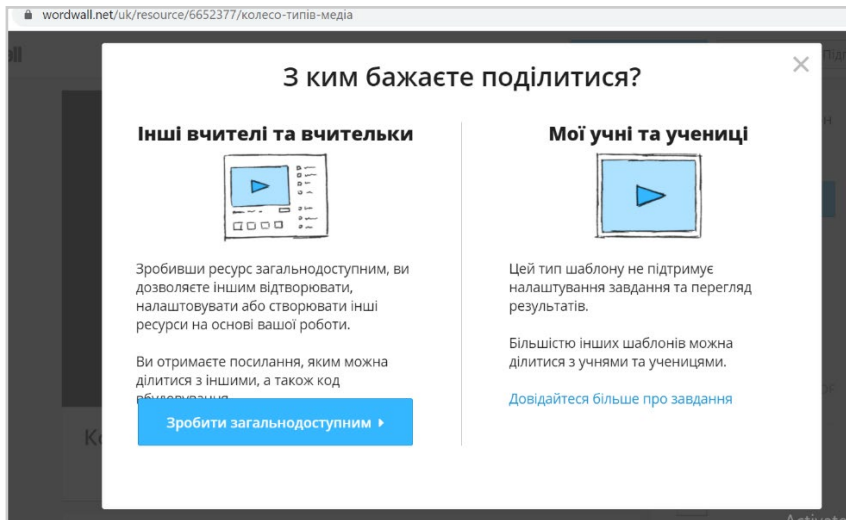 wordwall.net/uk/resource/6652377/колесо-типів-медіа
З ким бажаєте поділитися?
Інші вчителі та вчительки
Зробивши ресурс загальнодоступним, ви
дозволяєте іншим відтворювати,
налаштовувати або створювати інші
ресурси на основі вашої роботи.
Ви отримаєте посилання, яким можна
ділитися з іншими, а також код
вбудовування
Зробити загальнодоступним
Мої учні та учениці
Цей тип шаблону не підтримує
налаштування завдання та перегляд
результатів.
Більшістю інших шаблонів можна
ділитися з учнями та ученицями.
Довідайтеся більше про завдання